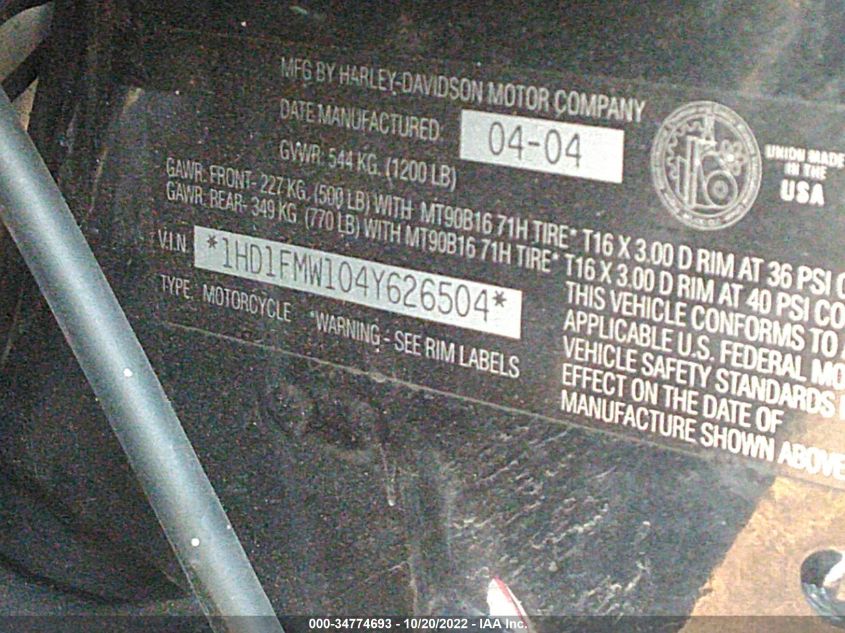 MFG BY HARLEY-DAVIDSON MOTOR COMPANY
DATE MANUFACTURED 04-04
GVWR: 544 KG. (1200 LB)
GAWR: FRONT- 227 KG. (500 LB) WITH MT90B16 71H TIRE* T16 X 3.00 D RIM AT 36 PSI
GAWR: REAR- 349 KG (770 LB) WITH MT90B16 71H TIRE* T16 X 3.00 D RIM AT 40 PSI CO
V.I.N. *1HD1FMW104Y626504*
TYPE: MOTORCYCLE *WARNING - SEE RIM LABELS
THIS VEHICLE CONFORMS TO A
APPLICABLE U.S. FEDERAL MO
VEHICLE SAFETY STANDARDS
EFFECT ON THE DATE OF
MANUFACTURE SHOWN ABOVE
UNION MADE
IN THE
USA
000-34774693 - 10/20/2022 - IAA Inc.